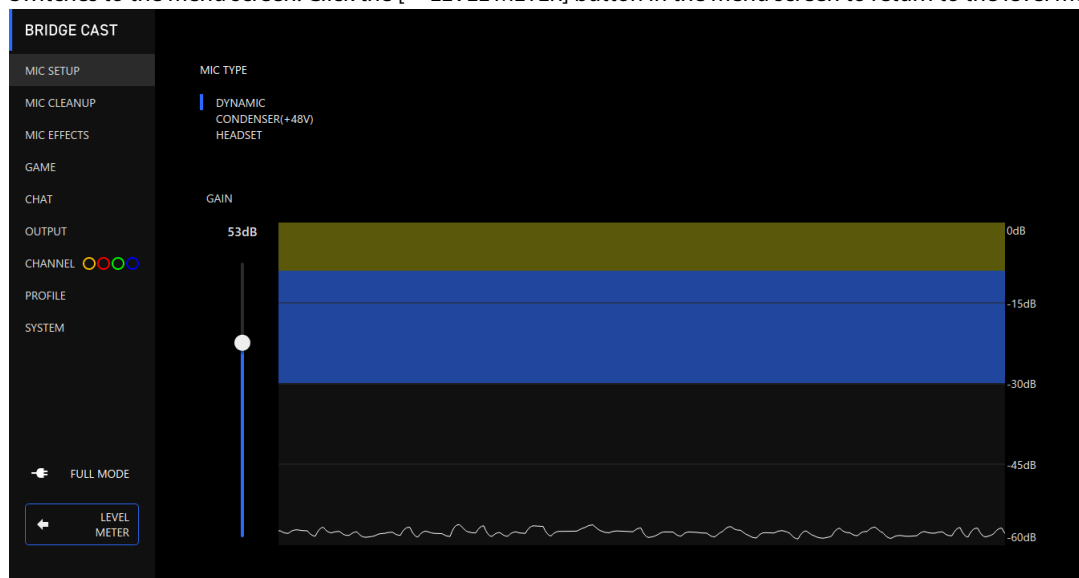 BRIDGE CAST
MIC SETUP
MIC CLEANUP
MIC EFFECTS
GAME
CHAT
OUTPUT
CHANNEL
PROFILE
SYSTEM
FULL MODE
LEVEL
METER
MIC TYPE
DYNAMIC
CONDENSER(+48V)
HEADSET
GAIN
53dB
0dB
-15dB
-30dB
-45dB
-60dB